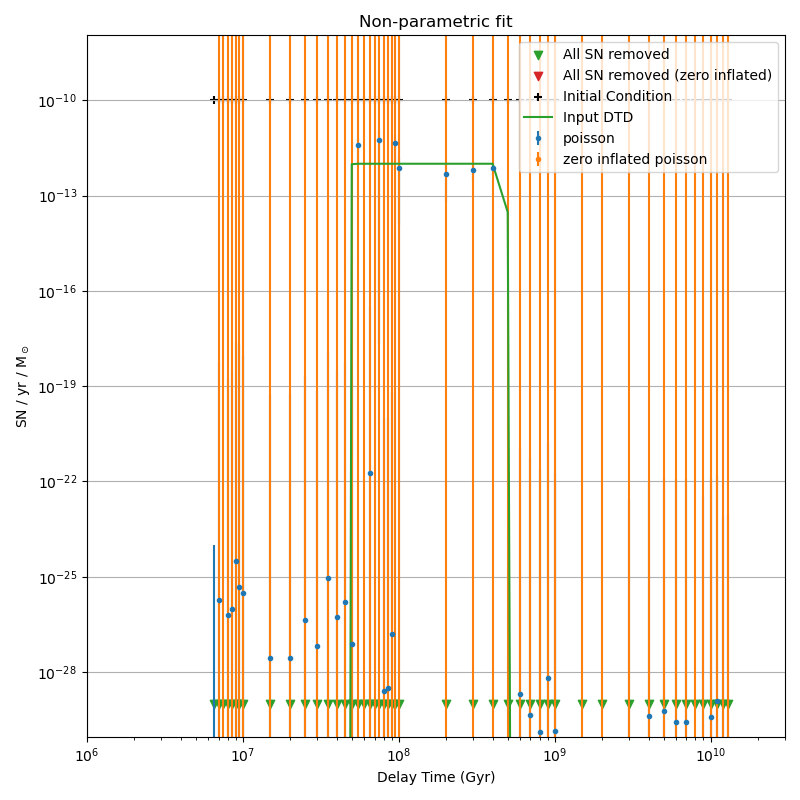 Non-parametric fit
All SN removed
All SN removed (zero inflated)
Initial Condition
Input DTD
poisson
zero inflated poisson
10⁻¹⁰
10⁻¹³
10⁻¹⁶
10⁻¹⁹
10⁻²²
10⁻²⁵
10⁻²⁸
SN / yr / M⊙
10⁶ 10⁷ 10⁸ 10⁹ 10¹⁰
Delay Time (Gyr)